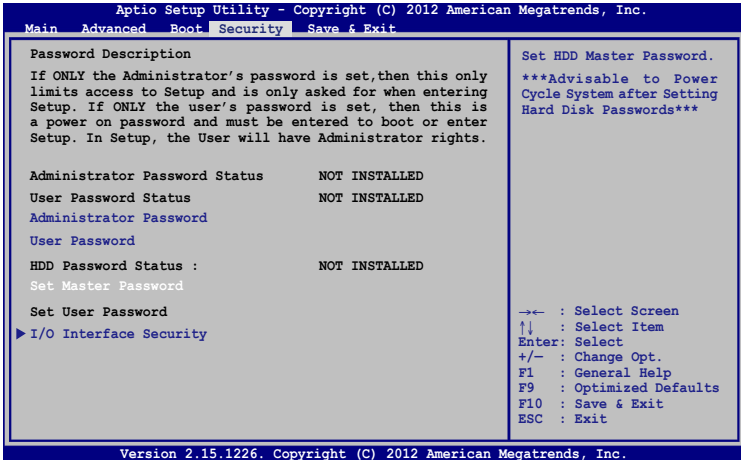 Aptio Setup Utility - Copyright (C) 2012 American Megatrends, Inc.
Main Advanced Boot Security Save & Exit
Password Description
If ONLY the Administrator's password is set,then this only
limits access to Setup and is only asked for when entering
Setup. If ONLY the user's password is set, then this is
a power on password and must be entered to boot or enter
Setup. In Setup, the User will have Administrator rights.
Administrator Password Status NOT INSTALLED
User Password Status NOT INSTALLED
Administrator Password
User Password
HDD Password Status : NOT INSTALLED
Set Master Password
Set User Password
I/O Interface Security
Set HDD Master Password.
***Advisable to Power
Cycle System after Setting
Hard Disk Passwords***
→← : Select Screen
↑↓ : Select Item
Enter: Select
+/— : Change Opt.
F1 : General Help
F9 : Optimized Defaults
F10 : Save & Exit
ESC : Exit
Version 2.15.1226. Copyright (C) 2012 American Megatrends, Inc.